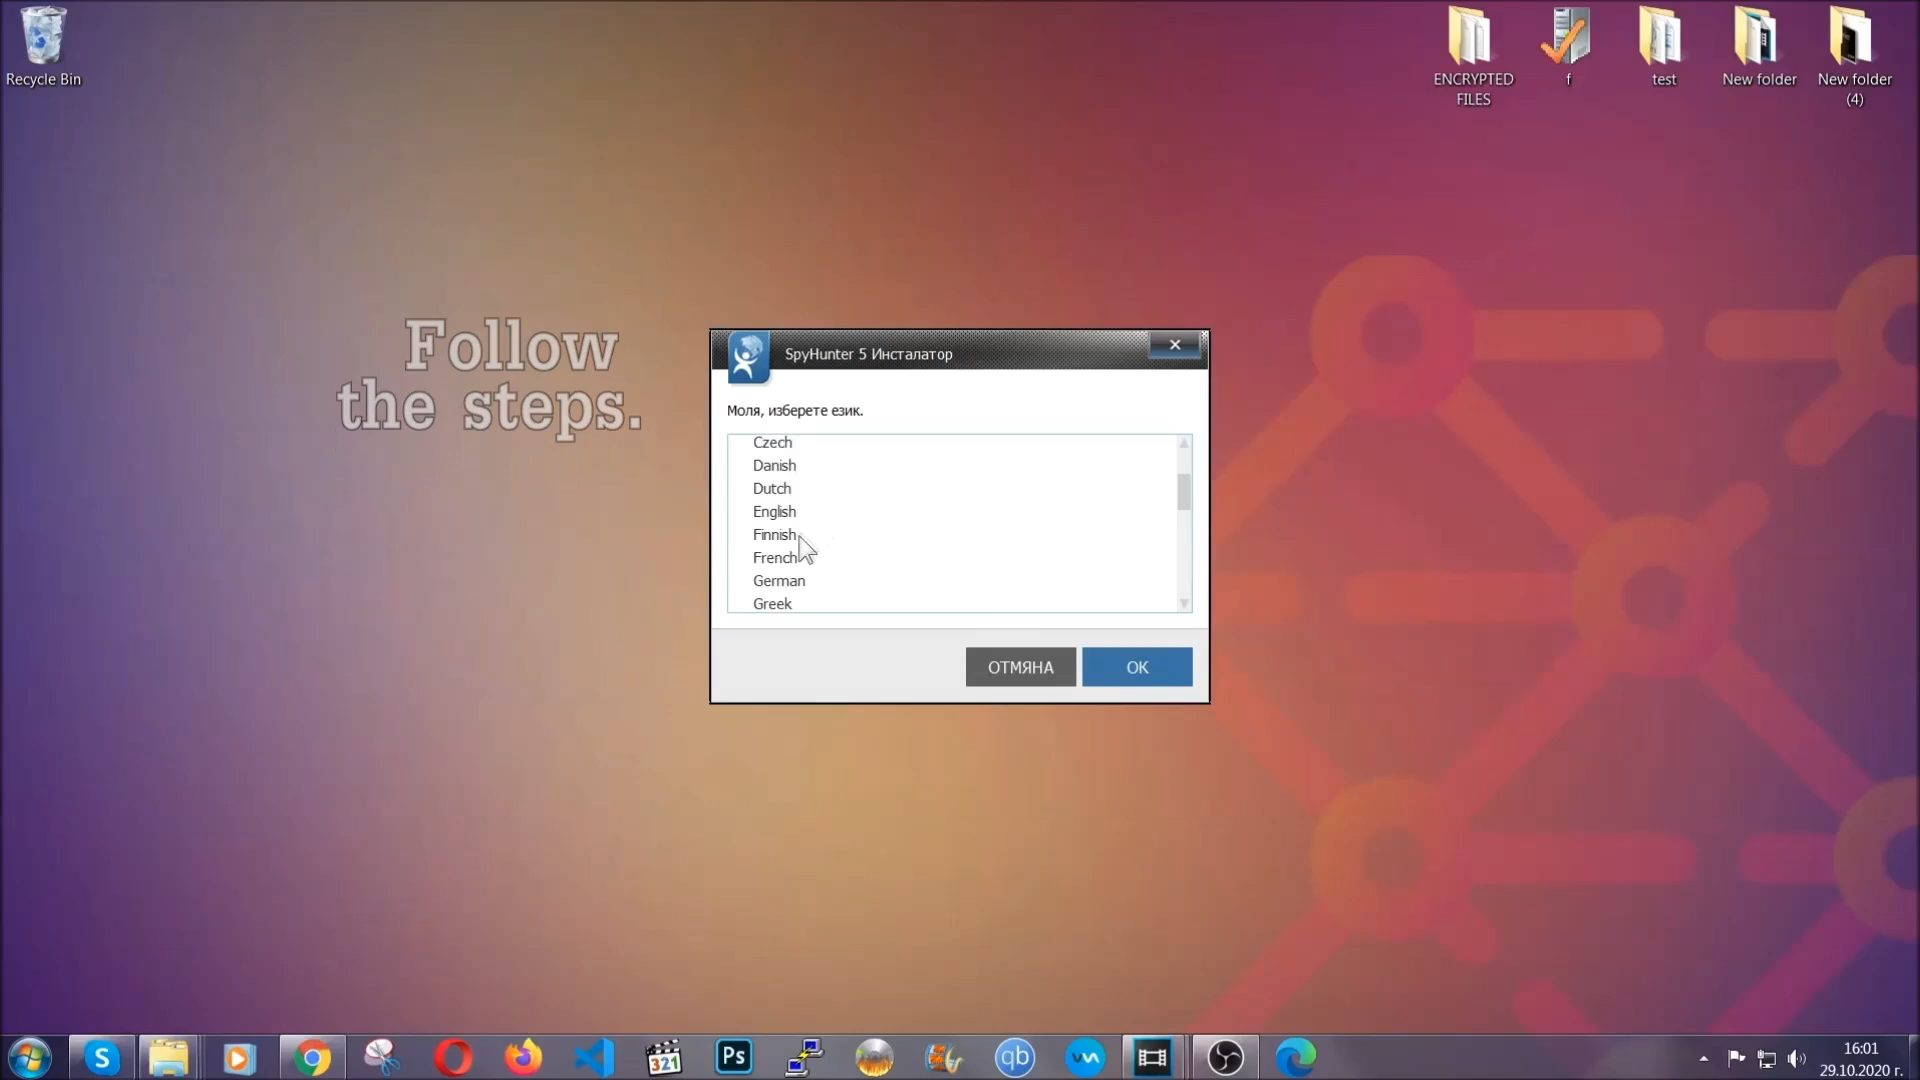 Recycle Bin
ENCRYPTED
FILES
f
test
New folder
New folder
(4)
Follow
the steps.
SpyHunter 5 Инсталатор
Моля, изберете език.
Czech
Danish
Dutch
English
Finnish
French
German
Greek
ОТМЯНА
OK
S
321
Ps
qb
16:01
29.10.2020 г.